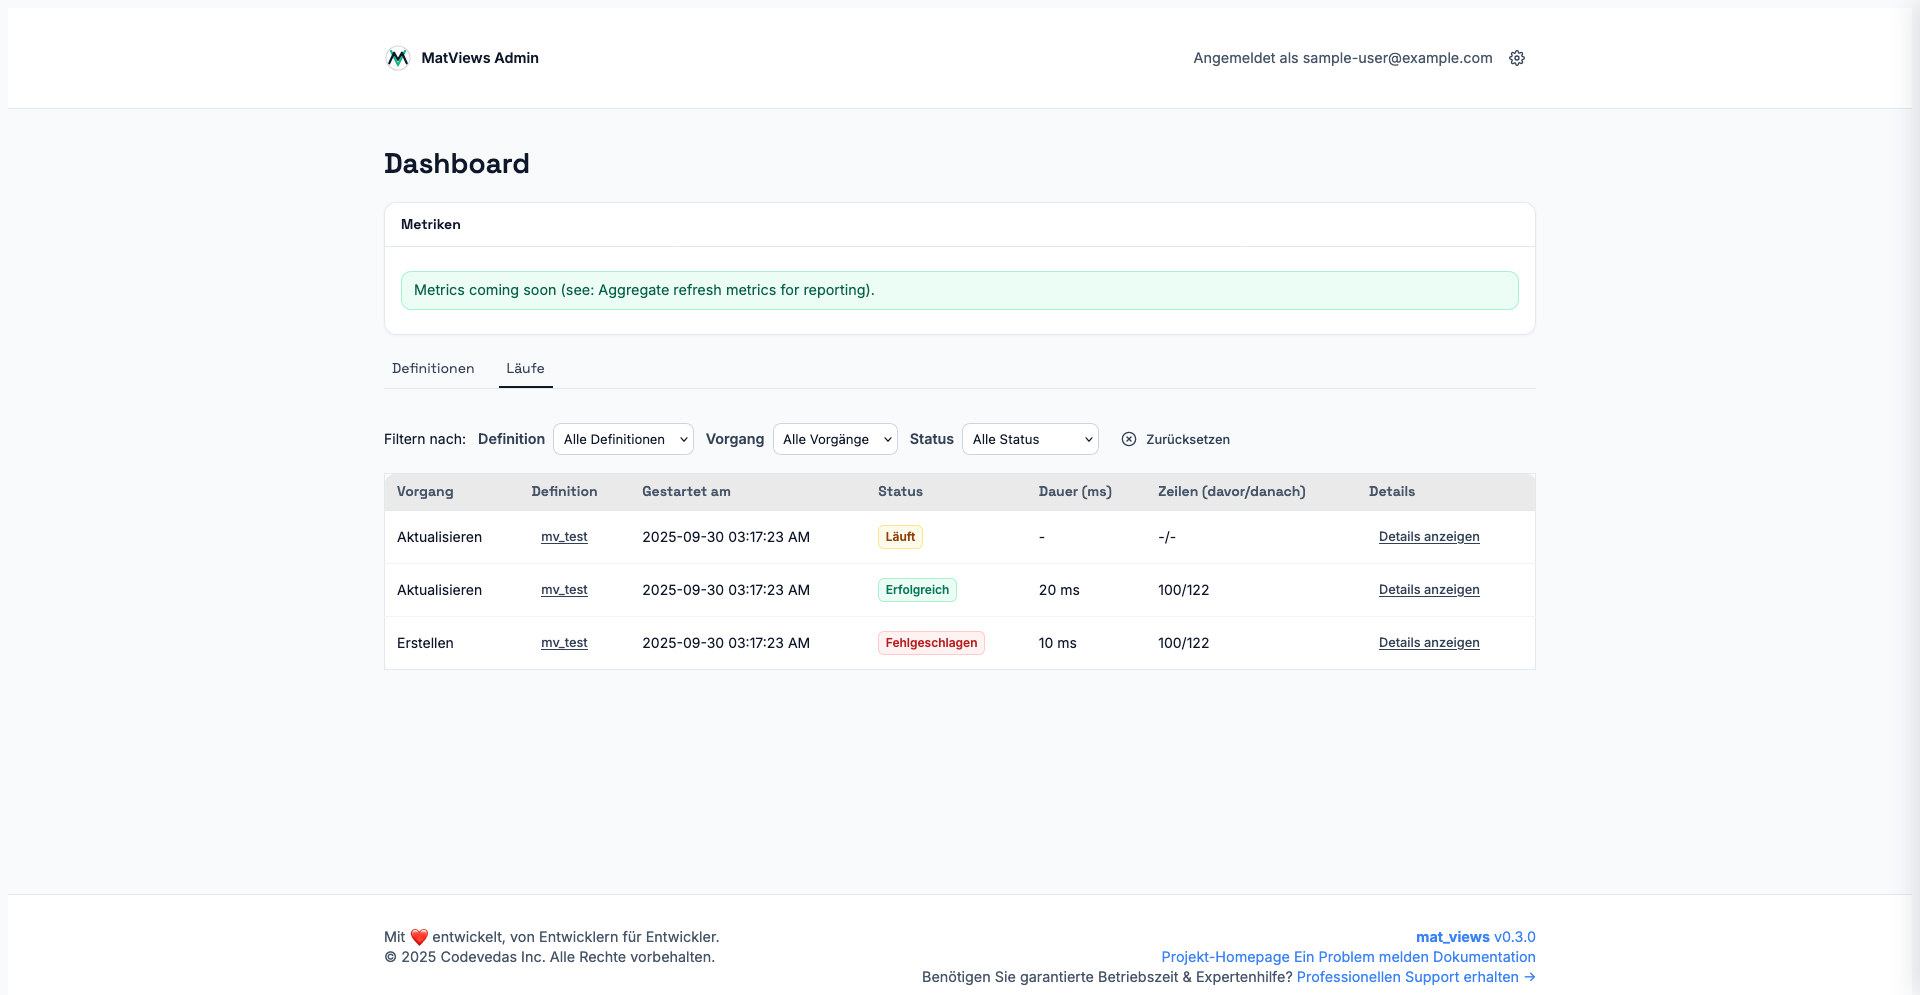 MatViews Admin
Angemeldet als sample-user@example.com
Dashboard
Metriken
Metrics coming soon (see: Aggregate refresh metrics for reporting).
Definitionen Läufe
Filtern nach: Definition Alle Definitionen Vorgang Alle Vorgänge Status Alle Status Zurücksetzen
Vorgang Definition Gestartet am Status Dauer (ms) Zeilen (davor/danach) Details
Aktualisieren mv_test 2025-09-30 03:17:23 AM Läuft - -/- Details anzeigen
Aktualisieren mv_test 2025-09-30 03:17:23 AM Erfolgreich 20 ms 100/122 Details anzeigen
Erstellen mv_test 2025-09-30 03:17:23 AM Fehlgeschlagen 10 ms 100/122 Details anzeigen
Mit ❤️ entwickelt, von Entwicklern für Entwickler.
© 2025 Codevedas Inc. Alle Rechte vorbehalten.
mat_views v0.3.0
Projekt-Homepage Ein Problem melden Dokumentation
Benötigen Sie garantierte Betriebszeit & Expertenhilfe? Professionellen Support erhalten →